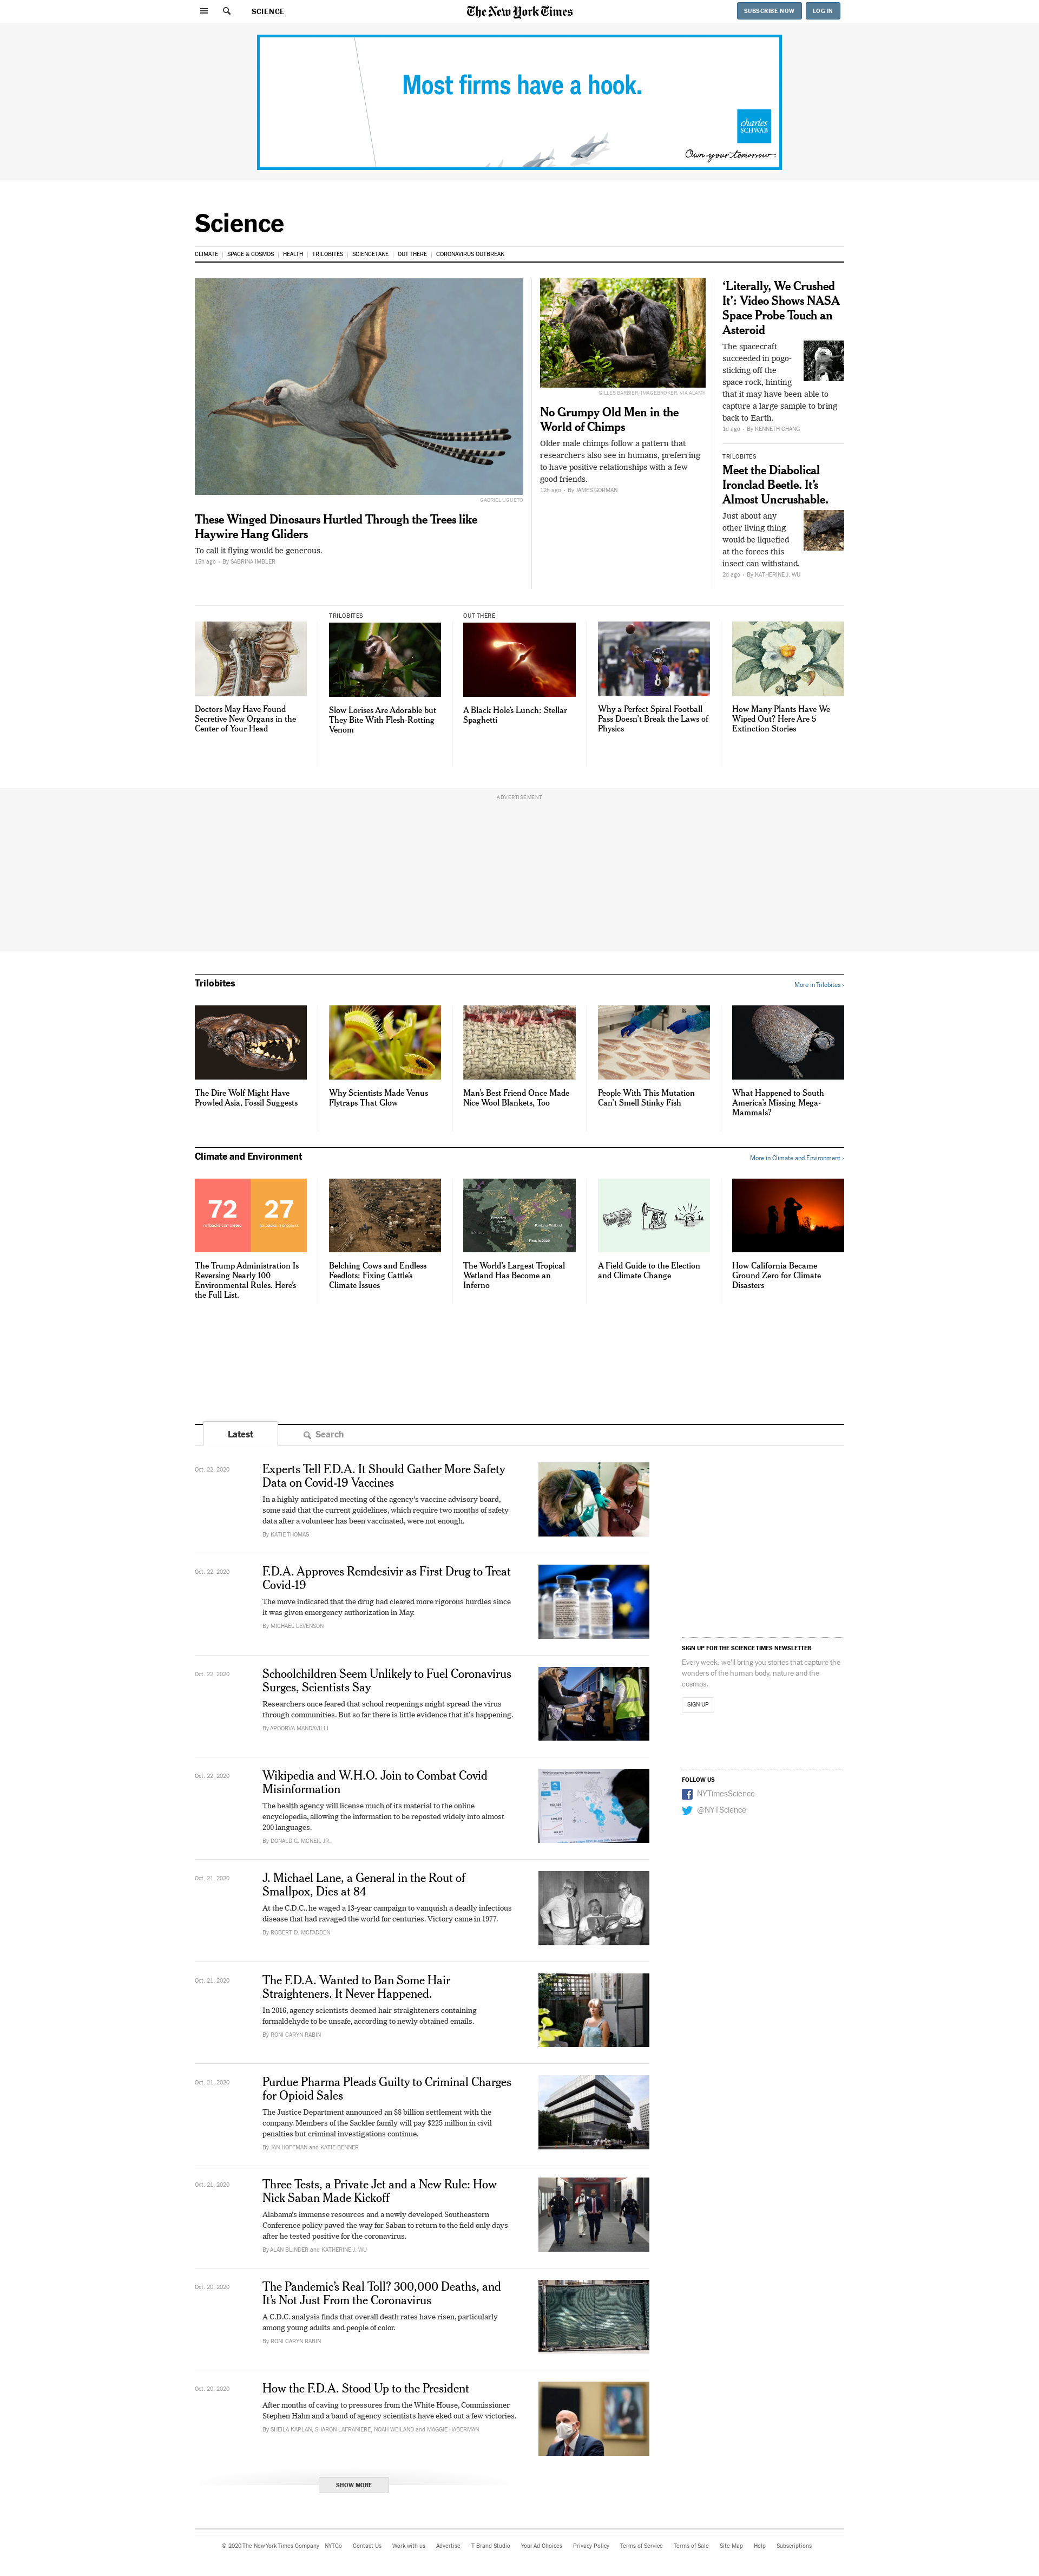 SCIENCE
The New York Times
SUBSCRIBE NOW
LOG IN
Most firms have a hook.
charles
SCHWAB
Own your tomorrow
Science
CLIMATE
SPACE & COSMOS
HEALTH
TRILOBITES
SCIENCETAKE
OUT THERE
CORONAVIRUS OUTBREAK
GABRIEL UGUETO
These Winged Dinosaurs Hurtled Through the Trees like
Haywire Hang Gliders
To call it flying would be generous.
15h ago · By SABRINA IMBLER
GILLES BARBIER/IMAGEBROKER, VIA ALAMY
No Grumpy Old Men in the
World of Chimps
Older male chimps follow a pattern that
researchers also see in humans, preferring
to have positive relationships with a few
good friends.
12h ago · By JAMES GORMAN
‘Literally, We Crushed
It’: Video Shows NASA
Space Probe Touch an
Asteroid
The spacecraft
succeeded in pogo-
sticking off the
space rock, hinting
that it may have been able to
capture a large sample to bring
back to Earth.
1d ago · By KENNETH CHANG
TRILOBITES
Meet the Diabolical
Ironclad Beetle. It’s
Almost Uncrushable.
Just about any
other living thing
would be liquefied
at the forces this
insect can withstand.
2d ago · By KATHERINE J. WU
Doctors May Have Found
Secretive New Organs in the
Center of Your Head
TRILOBITES
Slow Lorises Are Adorable but
They Bite With Flesh-Rotting
Venom
OUT THERE
A Black Hole’s Lunch: Stellar
Spaghetti
Why a Perfect Spiral Football
Pass Doesn’t Break the Laws of
Physics
How Many Plants Have We
Wiped Out? Here Are 5
Extinction Stories
ADVERTISEMENT
Trilobites
More in Trilobites ›
The Dire Wolf Might Have
Prowled Asia, Fossil Suggests
Why Scientists Made Venus
Flytraps That Glow
Man’s Best Friend Once Made
Nice Wool Blankets, Too
People With This Mutation
Can’t Smell Stinky Fish
What Happened to South
America’s Missing Mega-
Mammals?
Climate and Environment
More in Climate and Environment ›
72
rollbacks completed
27
rollbacks in progress
The Trump Administration Is
Reversing Nearly 100
Environmental Rules. Here’s
the Full List.
Belching Cows and Endless
Feedlots: Fixing Cattle’s
Climate Issues
The World’s Largest Tropical
Wetland Has Become an
Inferno
A Field Guide to the Election
and Climate Change
How California Became
Ground Zero for Climate
Disasters
Latest
Search
Oct. 22, 2020
Experts Tell F.D.A. It Should Gather More Safety
Data on Covid-19 Vaccines
In a highly anticipated meeting of the agency’s vaccine advisory board,
some said that the current guidelines, which require two months of safety
data after a volunteer has been vaccinated, were not enough.
By KATIE THOMAS
Oct. 22, 2020
F.D.A. Approves Remdesivir as First Drug to Treat
Covid-19
The move indicated that the drug had cleared more rigorous hurdles since
it was given emergency authorization in May.
By MICHAEL LEVENSON
Oct. 22, 2020
Schoolchildren Seem Unlikely to Fuel Coronavirus
Surges, Scientists Say
Researchers once feared that school reopenings might spread the virus
through communities. But so far there is little evidence that it’s happening.
By APOORVA MANDAVILLI
Oct. 22, 2020
Wikipedia and W.H.O. Join to Combat Covid
Misinformation
The health agency will license much of its material to the online
encyclopedia, allowing the information to be reposted widely into almost
200 languages.
By DONALD G. MCNEIL JR.
Oct. 21, 2020
J. Michael Lane, a General in the Rout of
Smallpox, Dies at 84
At the C.D.C., he waged a 13-year campaign to vanquish a deadly infectious
disease that had ravaged the world for centuries. Victory came in 1977.
By ROBERT D. MCFADDEN
Oct. 21, 2020
The F.D.A. Wanted to Ban Some Hair
Straighteners. It Never Happened.
In 2016, agency scientists deemed hair straighteners containing
formaldehyde to be unsafe, according to newly obtained emails.
By RONI CARYN RABIN
Oct. 21, 2020
Purdue Pharma Pleads Guilty to Criminal Charges
for Opioid Sales
The Justice Department announced an $8 billion settlement with the
company. Members of the Sackler family will pay $225 million in civil
penalties but criminal investigations continue.
By JAN HOFFMAN and KATIE BENNER
Oct. 21, 2020
Three Tests, a Private Jet and a New Rule: How
Nick Saban Made Kickoff
Alabama’s immense resources and a newly developed Southeastern
Conference policy paved the way for Saban to return to the field only days
after he tested positive for the coronavirus.
By ALAN BLINDER and KATHERINE J. WU
Oct. 20, 2020
The Pandemic’s Real Toll? 300,000 Deaths, and
It’s Not Just From the Coronavirus
A C.D.C. analysis finds that overall death rates have risen, particularly
among young adults and people of color.
By RONI CARYN RABIN
Oct. 20, 2020
How the F.D.A. Stood Up to the President
After months of caving to pressures from the White House, Commissioner
Stephen Hahn and a band of agency scientists have eked out a few victories.
By SHEILA KAPLAN, SHARON LAFRANIERE, NOAH WEILAND and MAGGIE HABERMAN
SHOW MORE
SIGN UP FOR THE SCIENCE TIMES NEWSLETTER
Every week, we'll bring you stories that capture the
wonders of the human body, nature and the
cosmos.
SIGN UP
FOLLOW US
NYTimesScience
@NYTScience
© 2020 The New York Times Company
NYTCo
Contact Us
Work with us
Advertise
T Brand Studio
Your Ad Choices
Privacy Policy
Terms of Service
Terms of Sale
Site Map
Help
Subscriptions